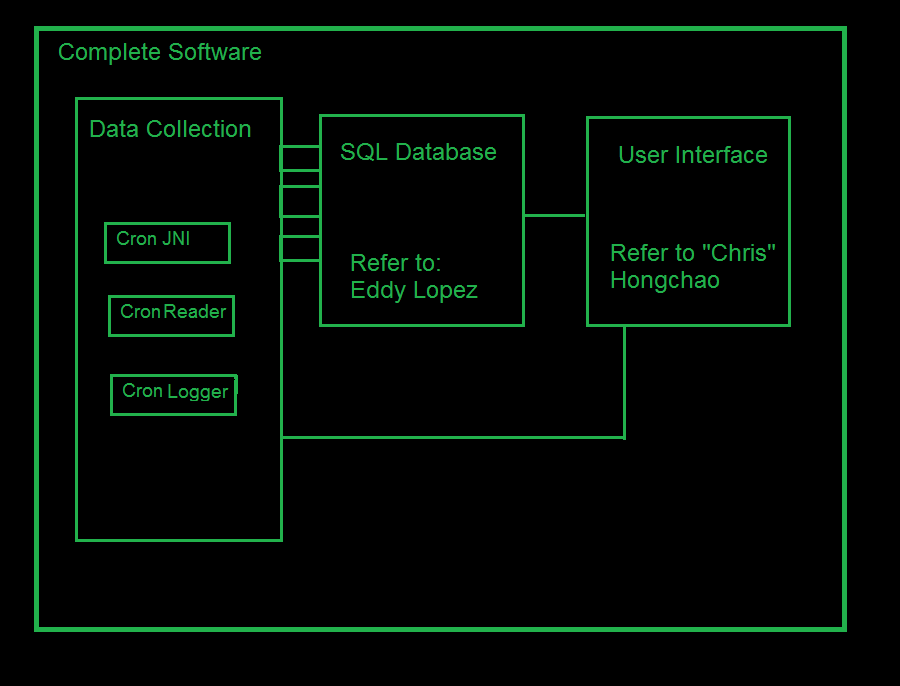 Complete Software
Data Collection
Cron JNI
Cron Reader
Cron Logger
SQL Database
Refer to:
Eddy Lopez
User Interface
Refer to "Chris"
Hongchao